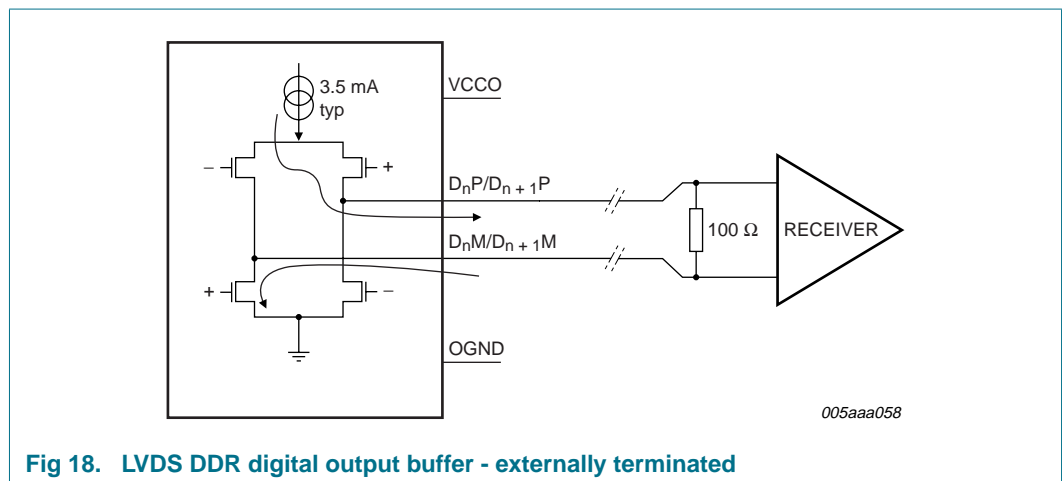 3.5 mA
typ
VCCO
−
+
DnP/Dn + 1P
100 Ω
RECEIVER
DnM/Dn + 1M
+
−
OGND
005aaa058
Fig 18. LVDS DDR digital output buffer - externally terminated